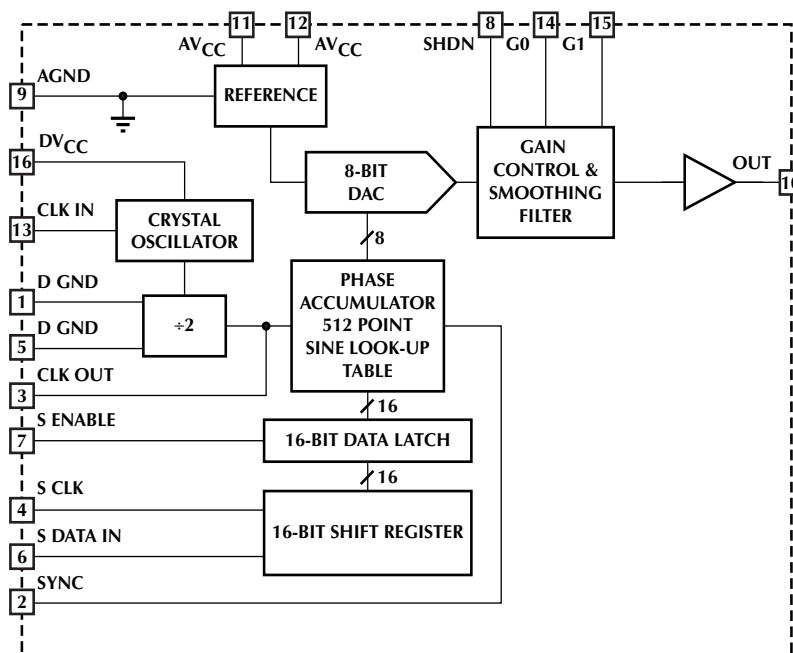 11
12
8
14
15
AVCC
AVCC
SHDN
G0
G1
AGND
9
REFERENCE
DVCC
16
8-BIT
DAC
GAIN
CONTROL &
SMOOTHING
FILTER
OUT
CLK IN
13
CRYSTAL
OSCILLATOR
8
D GND
1
÷2
PHASE
ACCUMULATOR
512 POINT
SINE LOOK-UP
TABLE
D GND
5
CLK OUT
3
16
S ENABLE
7
16-BIT DATA LATCH
16
S CLK
4
16-BIT SHIFT REGISTER
S DATA IN
6
SYNC
2